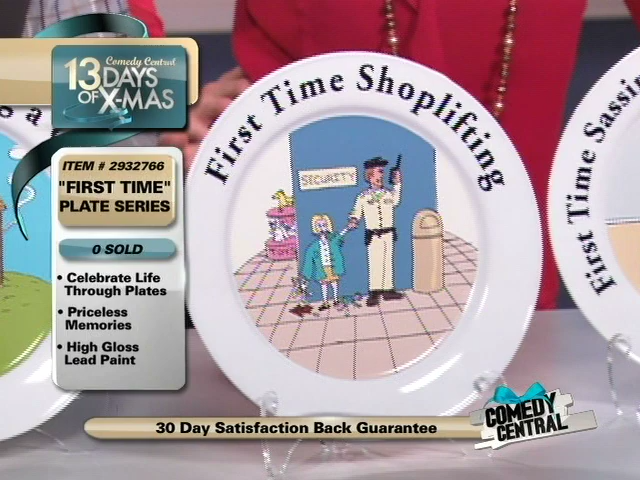 Comedy Central
13 DAYS
OF X-MAS
ITEM # 2932766
"FIRST TIME"
PLATE SERIES
0 SOLD
• Celebrate Life
Through Plates
• Priceless
Memories
• High Gloss
Lead Paint
s a
First Time Shoplifting
SECURITY
First Time Sassin
30 Day Satisfaction Back Guarantee
COMEDY
CENTRAL